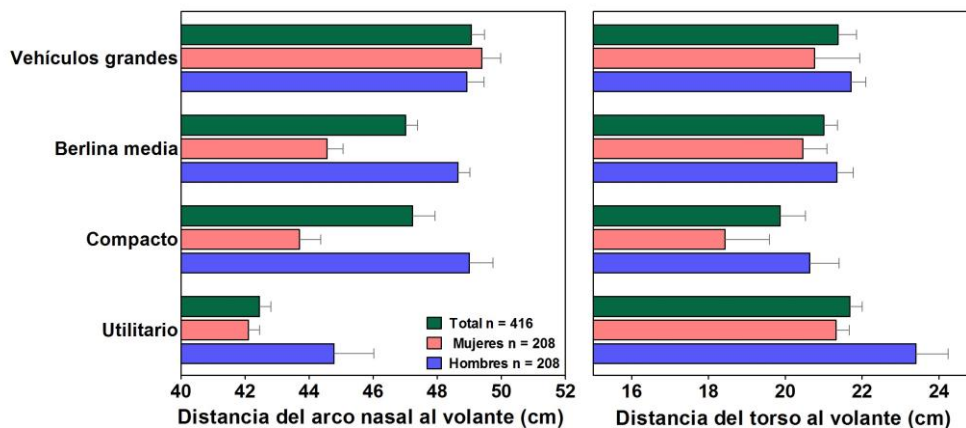 Vehículos grandes
Berlina media
Compacto
Utilitario
Total n = 416
Mujeres n = 208
Hombres n = 208
40 42 44 46 48 50 52
16 18 20 22 24
Distancia del arco nasal al volante (cm)
Distancia del torso al volante (cm)